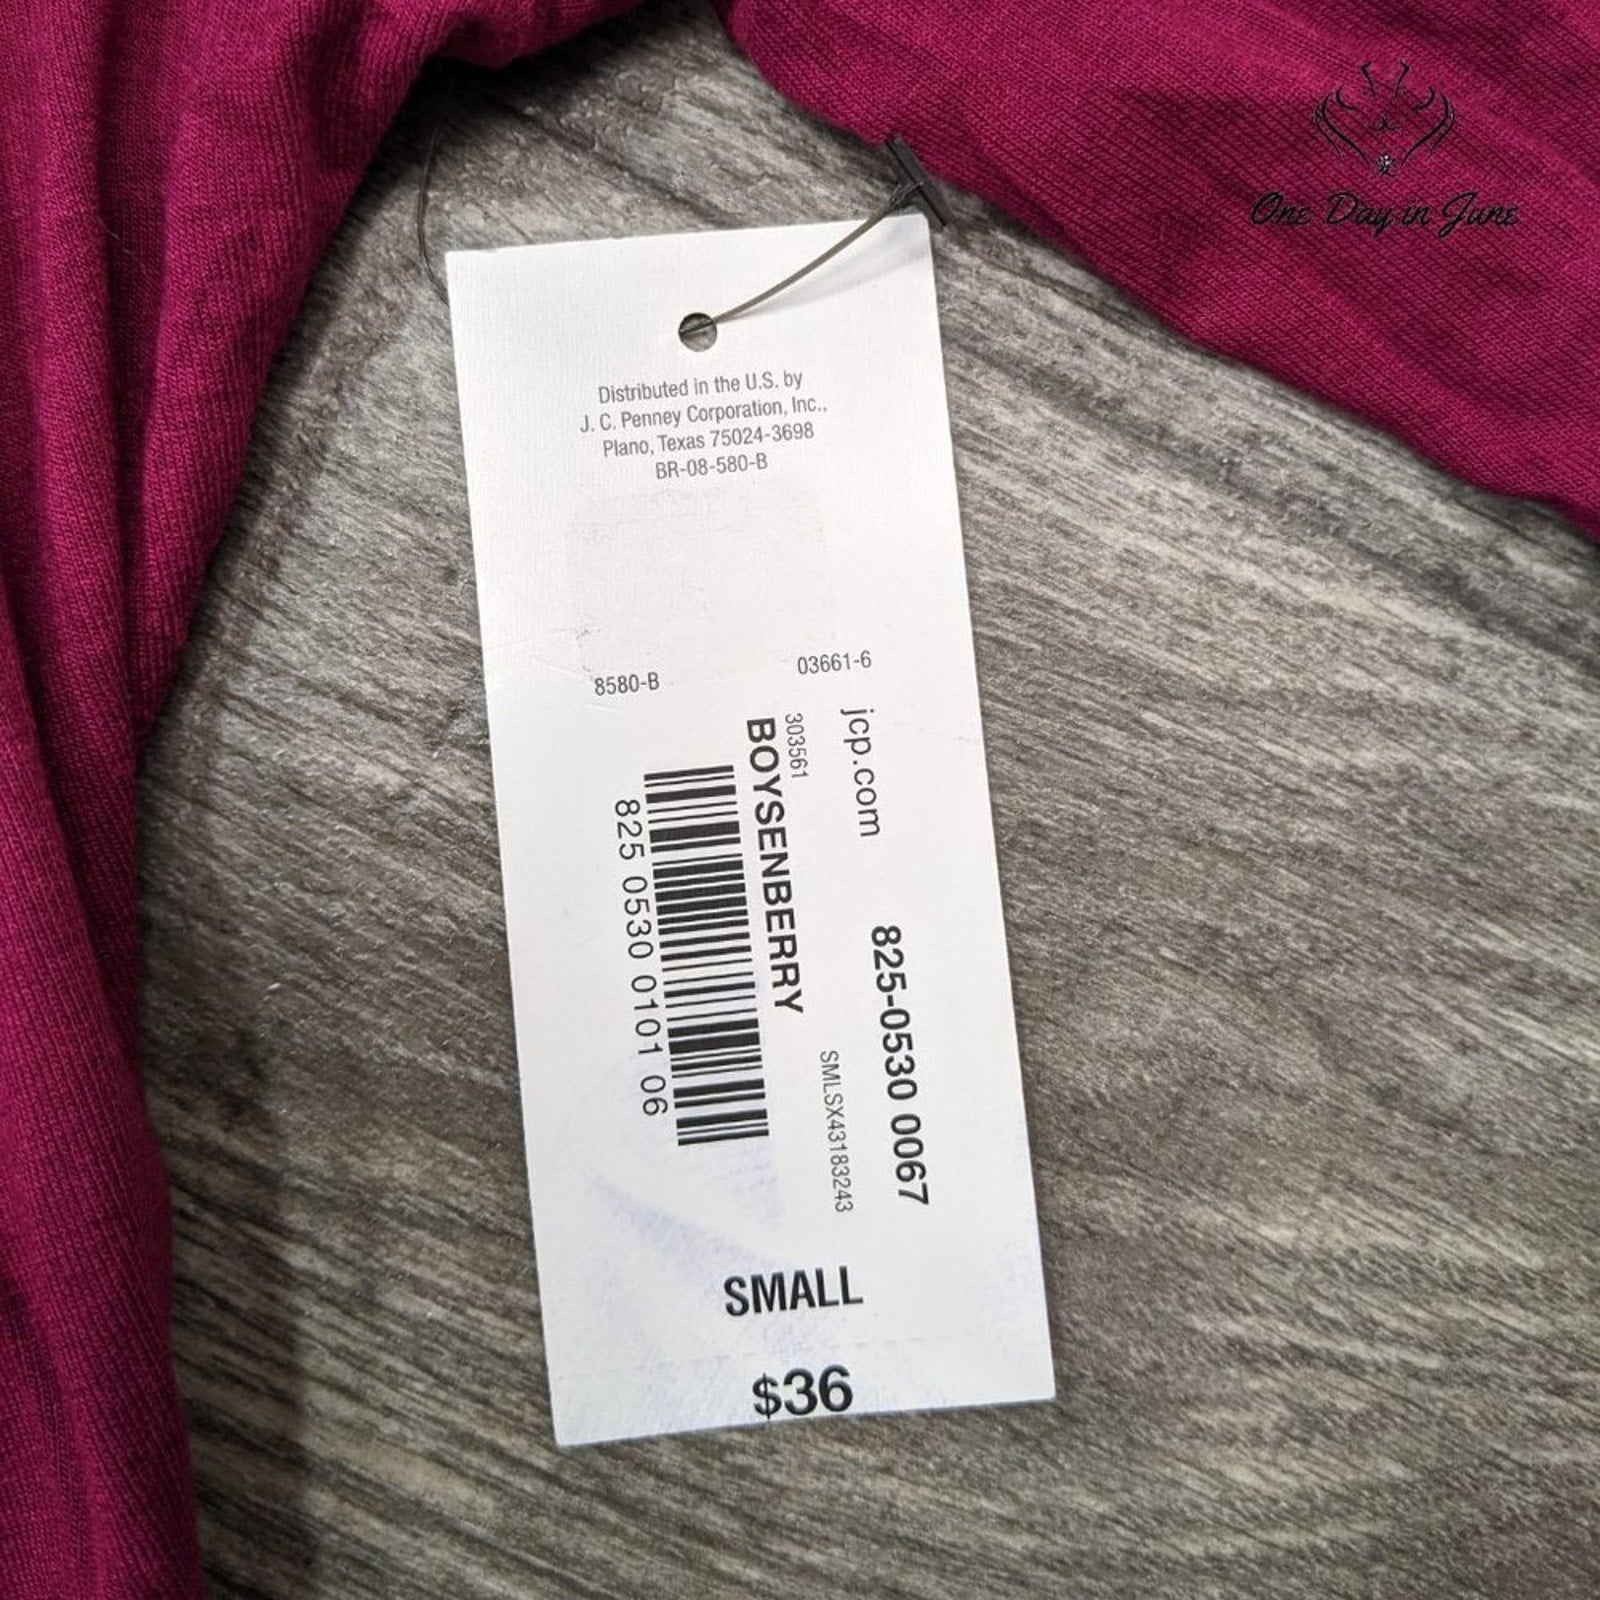 One Day in June
Distributed in the U.S. by
J. C. Penney Corporation, Inc.,
Plano, Texas 75024-3698
BR-08-580-B
8580-B
03661-6
jcp.com 825-0530 0067
303561 SMLSX43183243
BOYSENBERRY
825 0530 0101 06
SMALL
$36